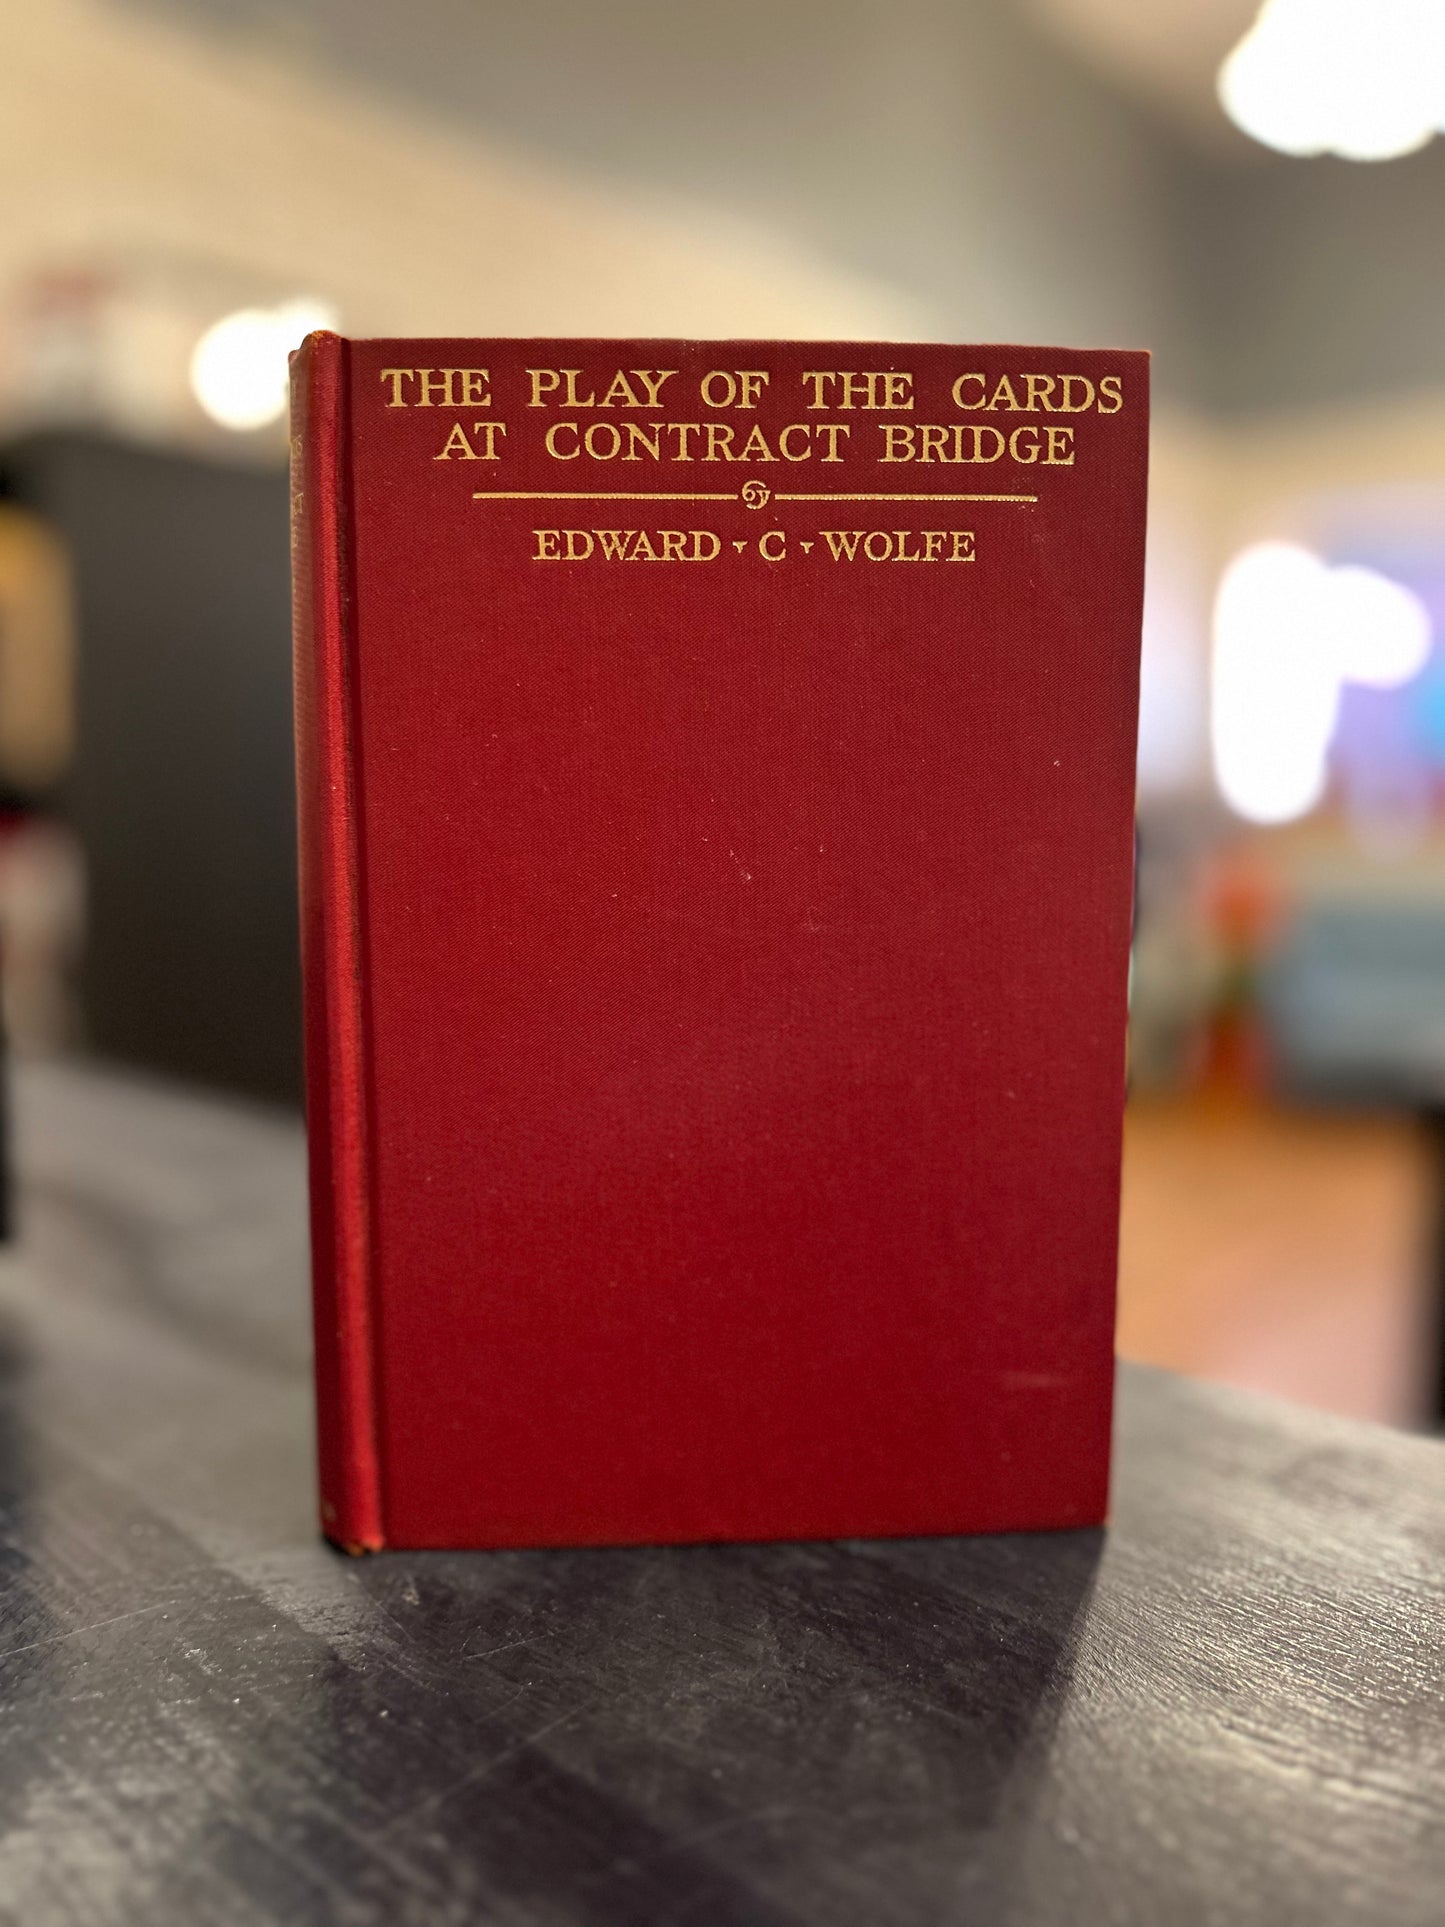 THE PLAY OF THE CARDS
AT CONTRACT BRIDGE
By
EDWARD C WOLFE